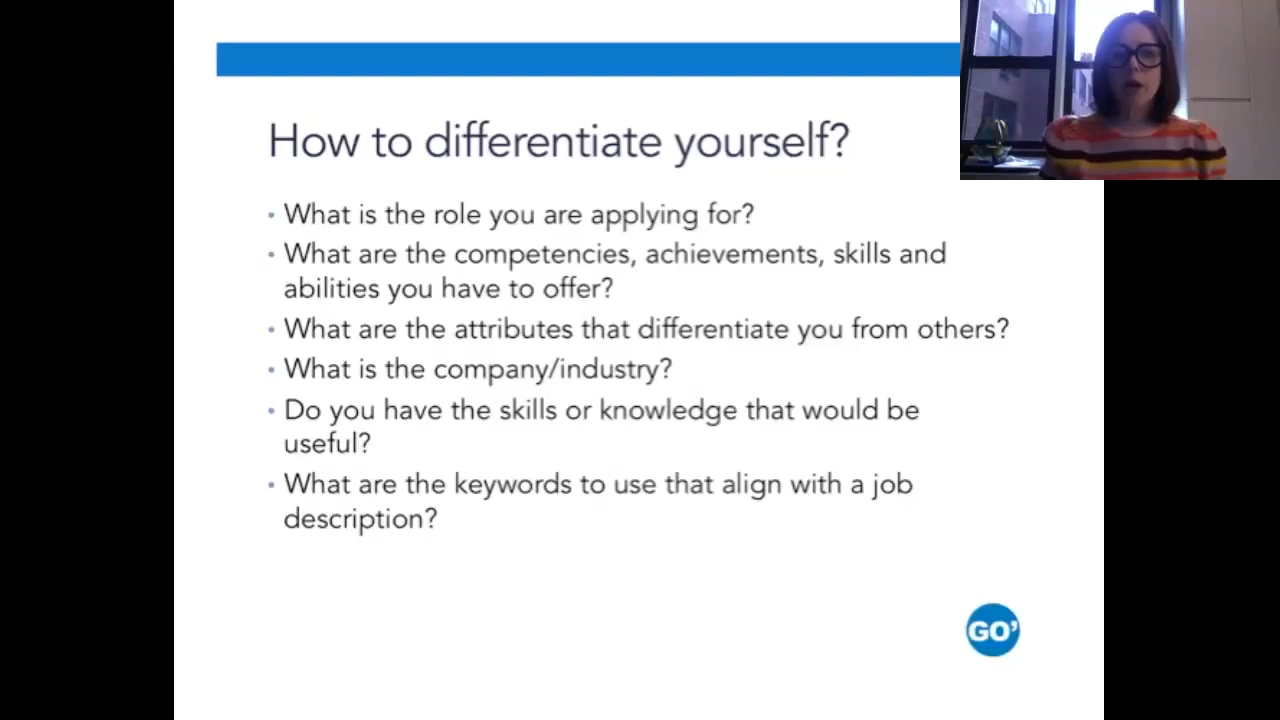 How to differentiate yourself?
• What is the role you are applying for?
• What are the competencies, achievements, skills and
abilities you have to offer?
• What are the attributes that differentiate you from others?
• What is the company/industry?
• Do you have the skills or knowledge that would be
useful?
• What are the keywords to use that align with a job
description?
GO’